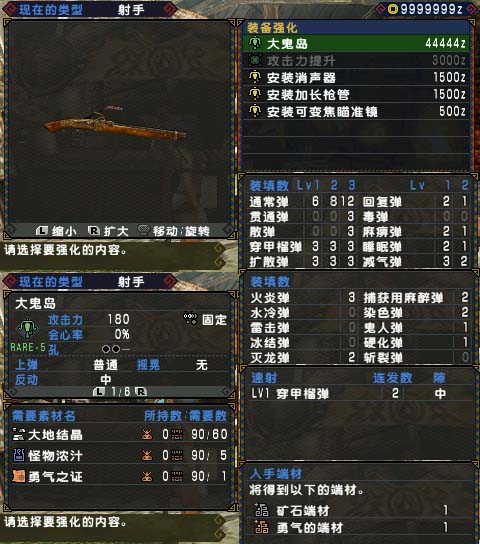 现在的类型 射手
9999999z
缩小 扩大 移动/旋转
请选择要强化的内容。
装备强化
大鬼岛 44444z
攻击力提升 3000z
安装消声器 1500z
安装加长枪管 1500z
安装可变焦瞄准镜 500z
装填数 Lv1 2 3 Lv 1 2
通常弹 6 8 12 回复弹 2 1
贯通弹 0 0 3 毒弹 0 0
散弹 0 0 3 麻痹弹 2 1
穿甲榴弹 3 3 3 睡眠弹 2 1
扩散弹 3 3 3 减气弹 3 2
现在的类型 射手
大鬼岛
攻击力 180 固定
会心率 0%
RARE-5 孔
上弹 普通 摇晃 无
反动 中
L 1/6 R
装填数
火炎弹 3 捕获用麻醉弹 2
水冷弹 0 染色弹 2
雷击弹 0 鬼人弹 1
冰结弹 0 硬化弹 1
灭龙弹 2 斩裂弹 0
速射 连发数 隙
LV1 穿甲榴弹 2 中
需要素材名 所持数/需要数
大地结晶 0 90/60
怪物浓汁 0 90/ 5
勇气之证 0 90/ 1
请选择要强化的内容。
入手端材
将得到以下的端材。
矿石端材 1
勇气的端材 1